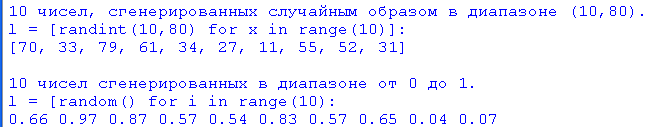 10 чисел, сгенерированных случайным образом в диапазоне (10,80).
l = [randint(10,80) for x in range(10)]:
[70, 33, 79, 61, 34, 27, 11, 55, 52, 31]
10 чисел сгенерированных в диапазоне от 0 до 1.
l = [random() for i in range(10):
0.66 0.97 0.87 0.57 0.54 0.83 0.57 0.65 0.04 0.07